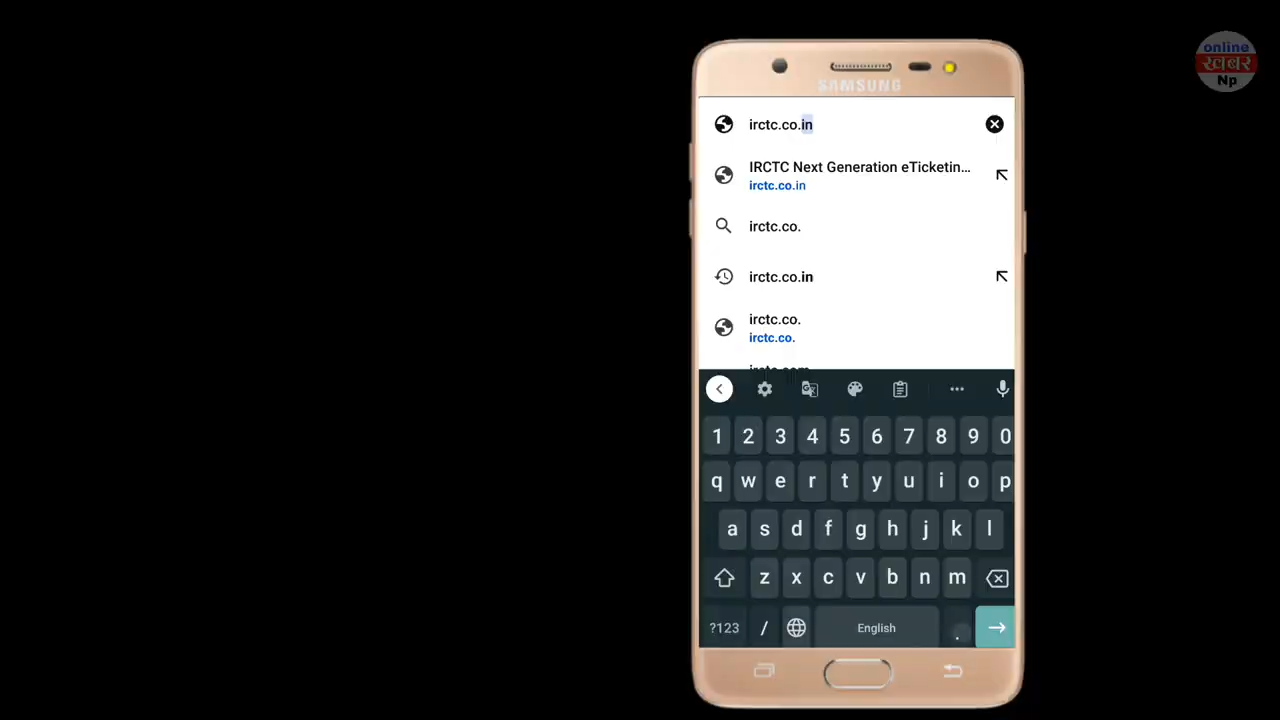 online
खबर
Np
SAMSUNG
irctc.co.in
IRCTC Next Generation eTicketin...
irctc.co.in
irctc.co.
irctc.co.in
irctc.co.
irctc.co.
1 2 3 4 5 6 7 8 9 0
q w e r t y u i o p
a s d f g h j k l
z x c v b n m
?123 / English .